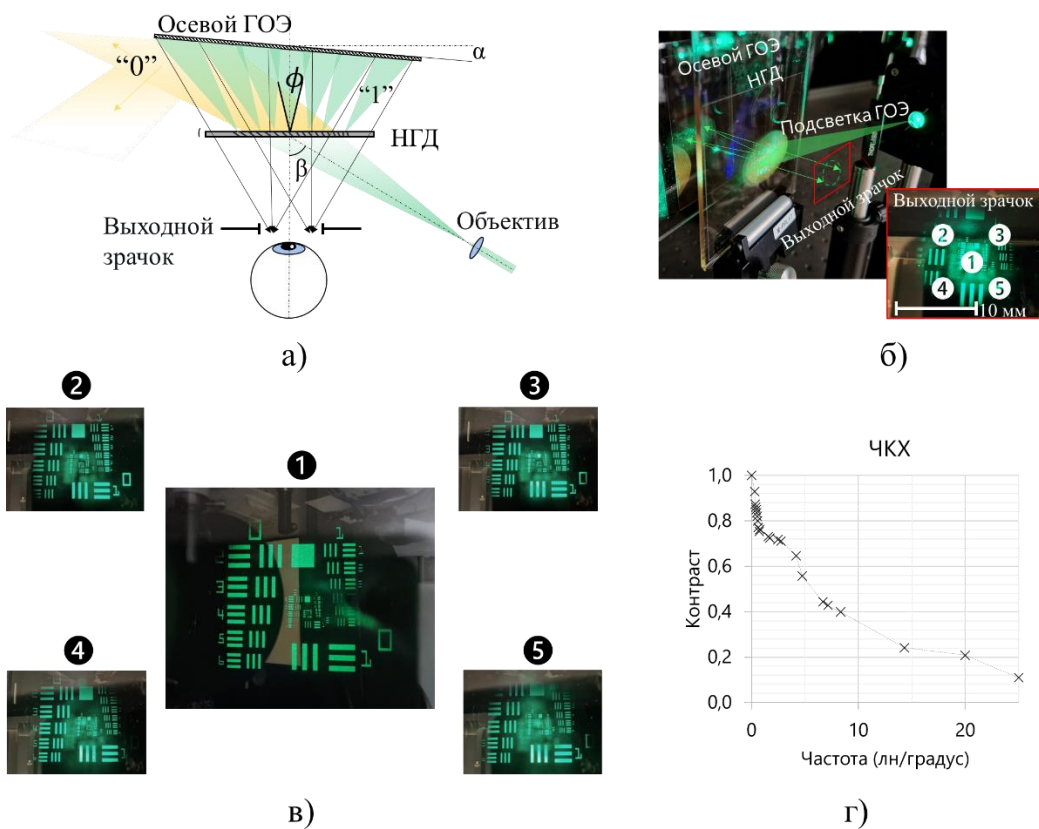 Осевой ГОЭ
α
“0”
ϕ
“1”
НГД
β
Выходной
зрачок
Объектив
а)
Осевой ГОЭ
НГД
Подсветка ГОЭ
Выходной зрачок
Выходной зрачок
2
3
1
4
5
10 мм
б)
2
3
1
4
5
в)
ЧКХ
1,0
0,8
0,6
0,4
0,2
0,0
Контраст
0
10
20
Частота (лн/градус)
г)